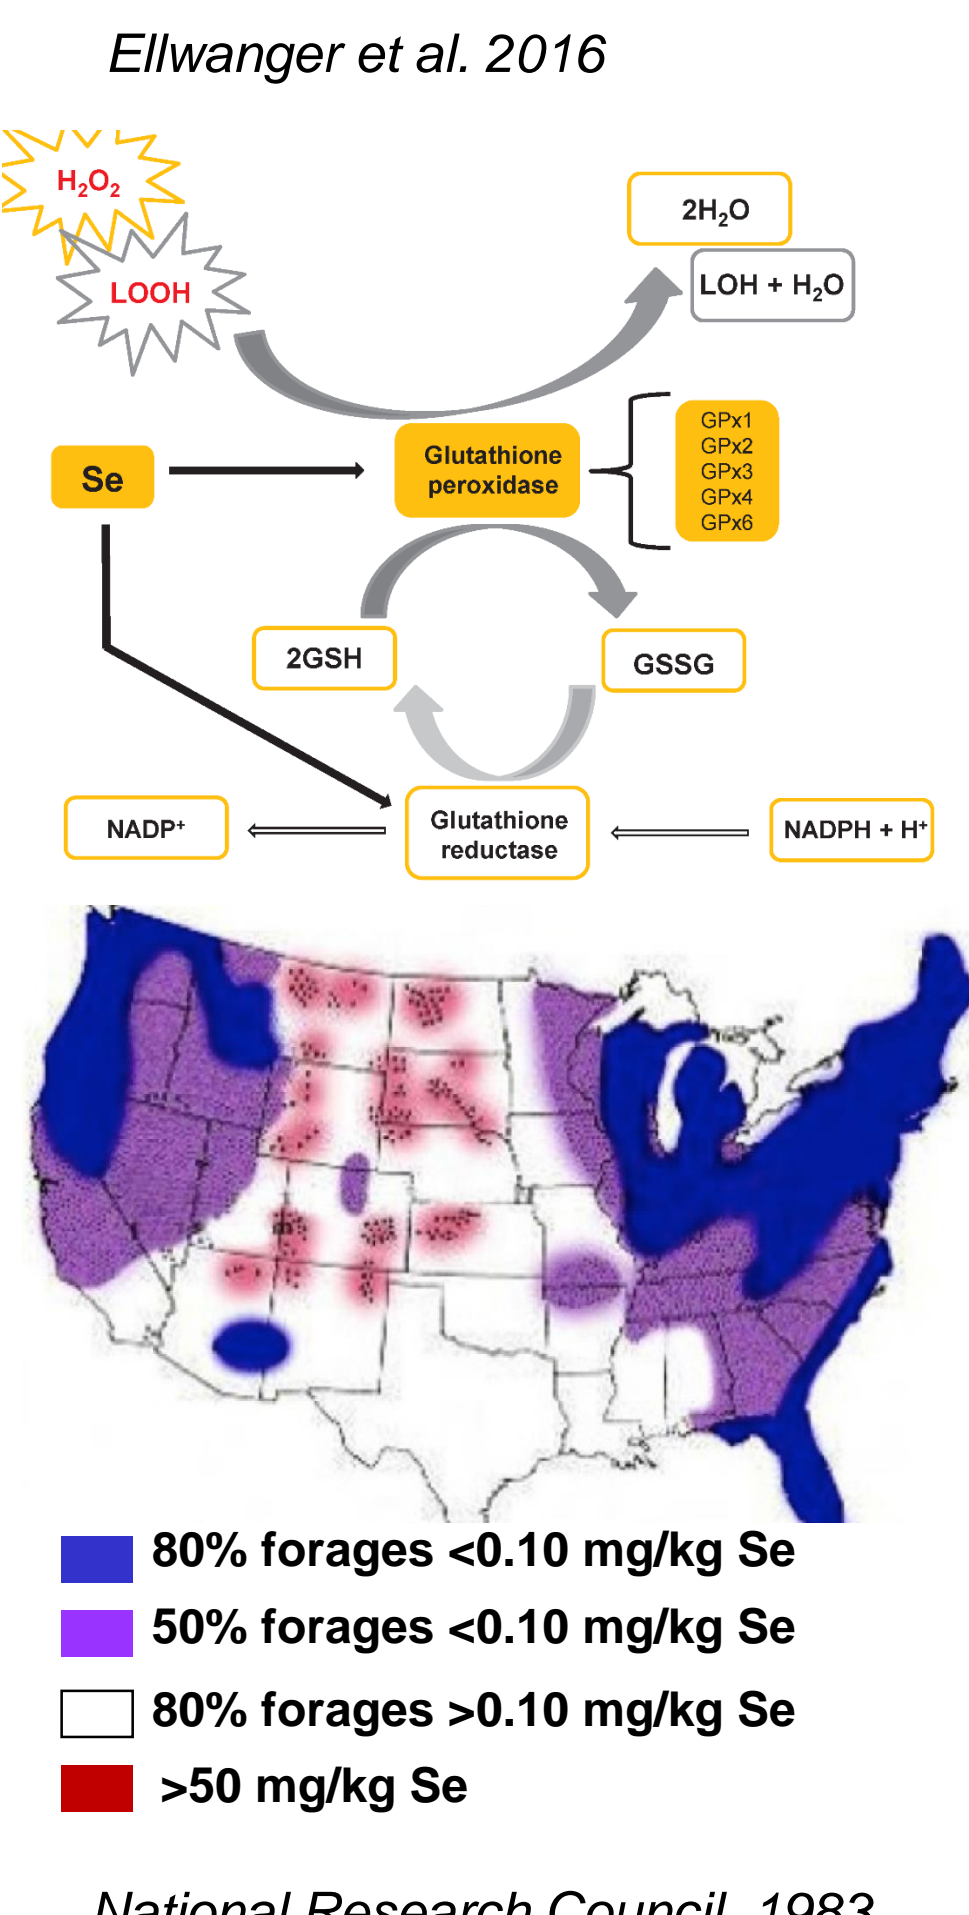 Ellwanger et al. 2016
H₂O₂
LOOH
2H₂O
LOH + H₂O
Se
Glutathione
peroxidase
GPx1
GPx2
GPx3
GPx4
GPx6
2GSH
GSSG
NADP⁺
Glutathione
reductase
NADPH + H⁺
80% forages <0.10 mg/kg Se
50% forages <0.10 mg/kg Se
80% forages >0.10 mg/kg Se
>50 mg/kg Se
National Research Council, 1983